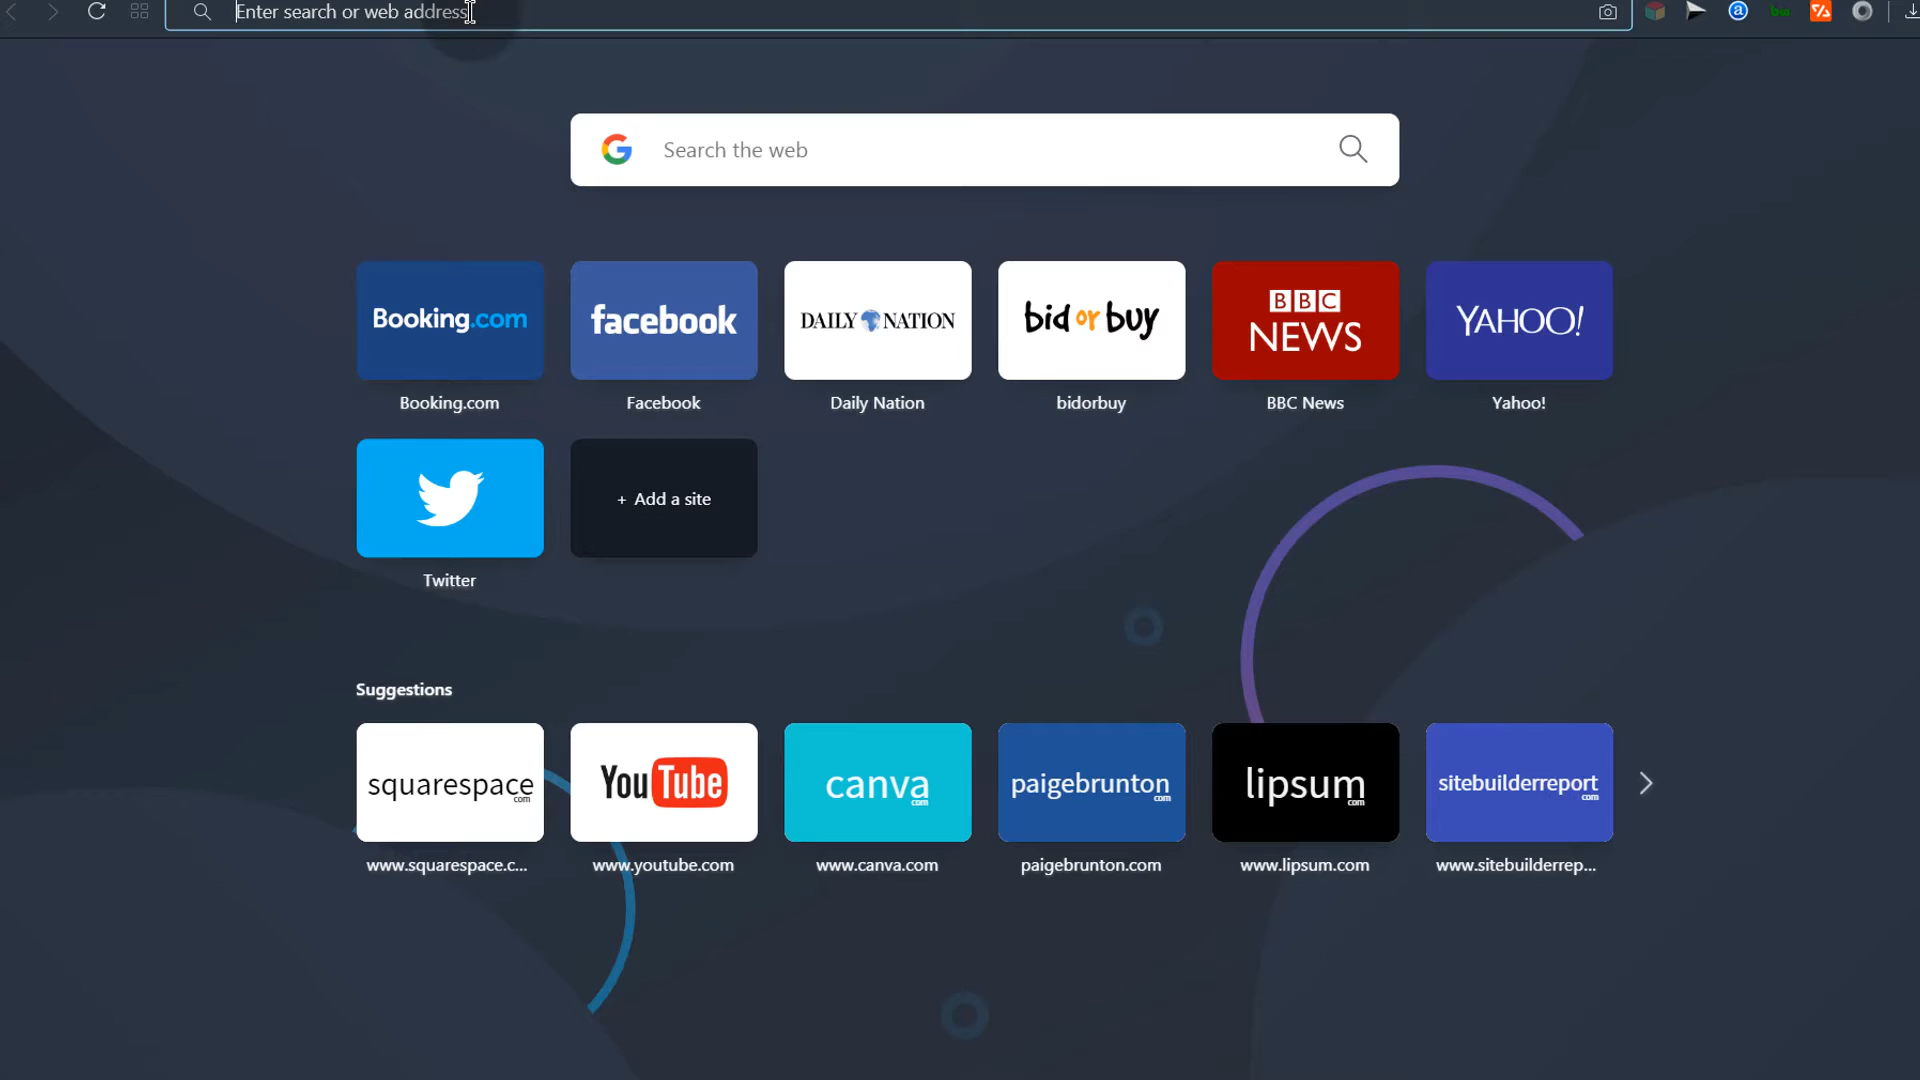 Enter search or web address
Search the web
Booking.com
facebook
DAILY NATION
bid or buy
BBC
NEWS
YAHOO!
Booking.com
Facebook
Daily Nation
bidorbuy
BBC News
Yahoo!
+ Add a site
Twitter
Suggestions
squarespace
com
YouTube
canva
com
paigebrunton
com
lipsum
com
sitebuilderreport
com
www.squarespace.c...
www.youtube.com
www.canva.com
paigebrunton.com
www.lipsum.com
www.sitebuilderrep...